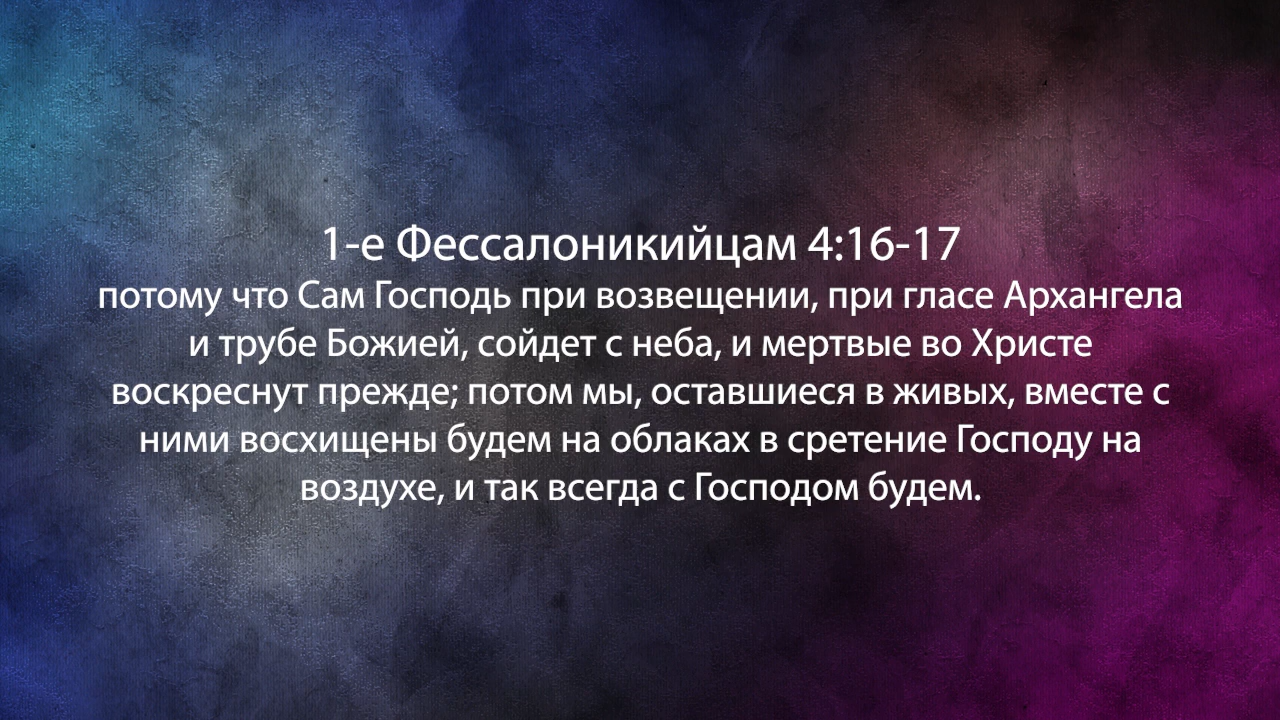 1-е Фессалоникийцам 4:16-17
потому что Сам Господь при возвещении, при гласе Архангела
и трубе Божией, сойдет с неба, и мертвые во Христе
воскреснут прежде; потом мы, оставшиеся в живых, вместе с
ними восхищены будем на облаках в сретение Господу на
воздухе, и так всегда с Господом будем.